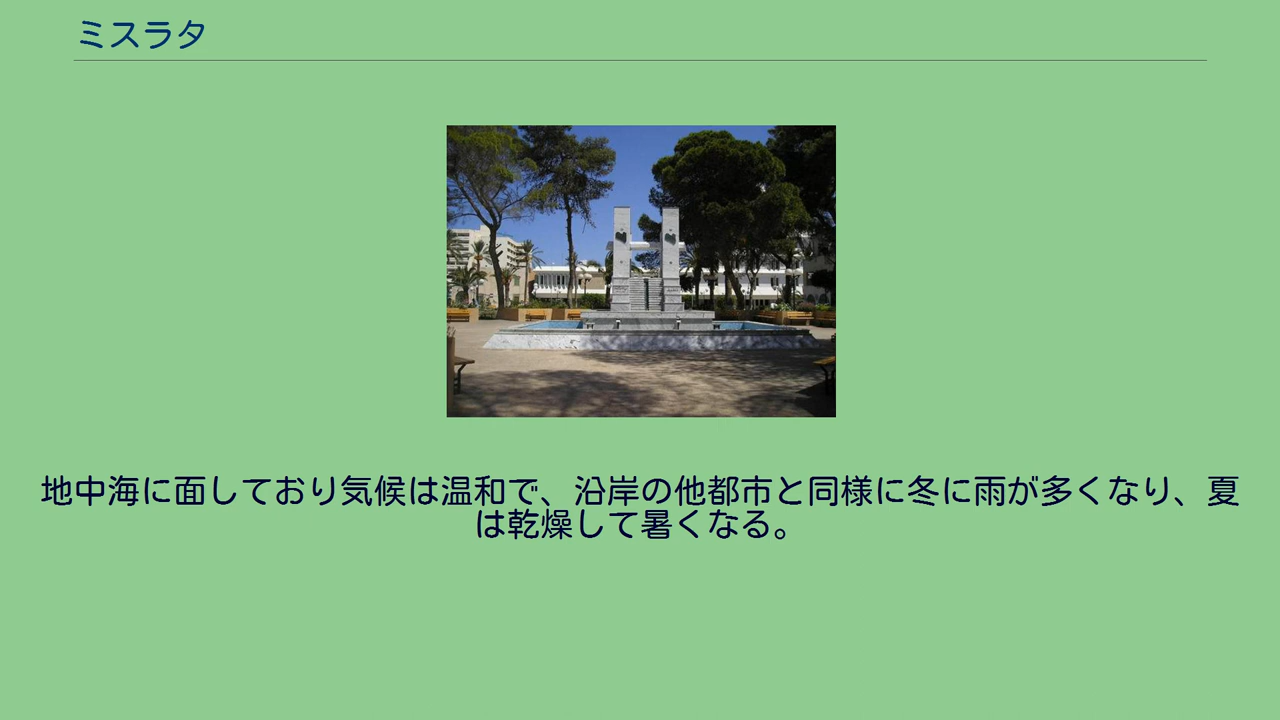 ミスラタ
地中海に面しており気候は温和で、沿岸の他都市と同様に冬に雨が多くなり、夏
は乾燥して暑くなる。